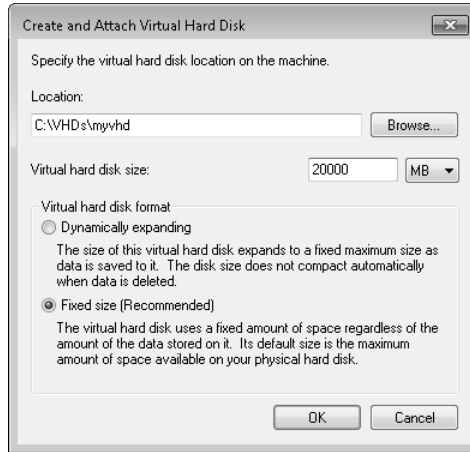 Create and Attach Virtual Hard Disk
Specify the virtual hard disk location on the machine.
Location:
C:\VHDs\myvhd
Browse...
Virtual hard disk size:
20000
MB
Virtual hard disk format
Dynamically expanding
The size of this virtual hard disk expands to a fixed maximum size as
data is saved to it. The disk size does not compact automatically
when data is deleted.
Fixed size (Recommended)
The virtual hard disk uses a fixed amount of space regardless of the
amount of the data stored on it. Its default size is the maximum
amount of space available on your physical hard disk.
OK
Cancel